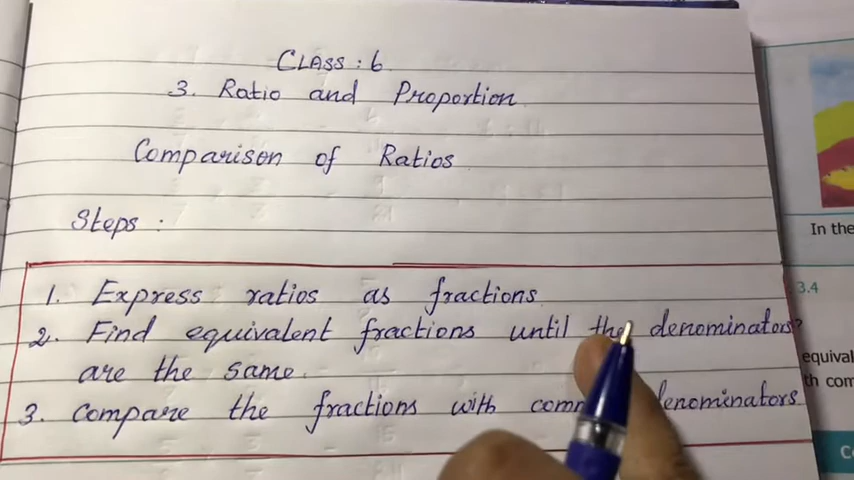 CLASS : 6
3. Ratio and Proportion
Comparison of Ratios
Steps :
1. Express ratios as fractions
2. Find equivalent fractions until the denominators
are the same.
3. Compare the fractions with denominators
In the
3.4
equival
th com